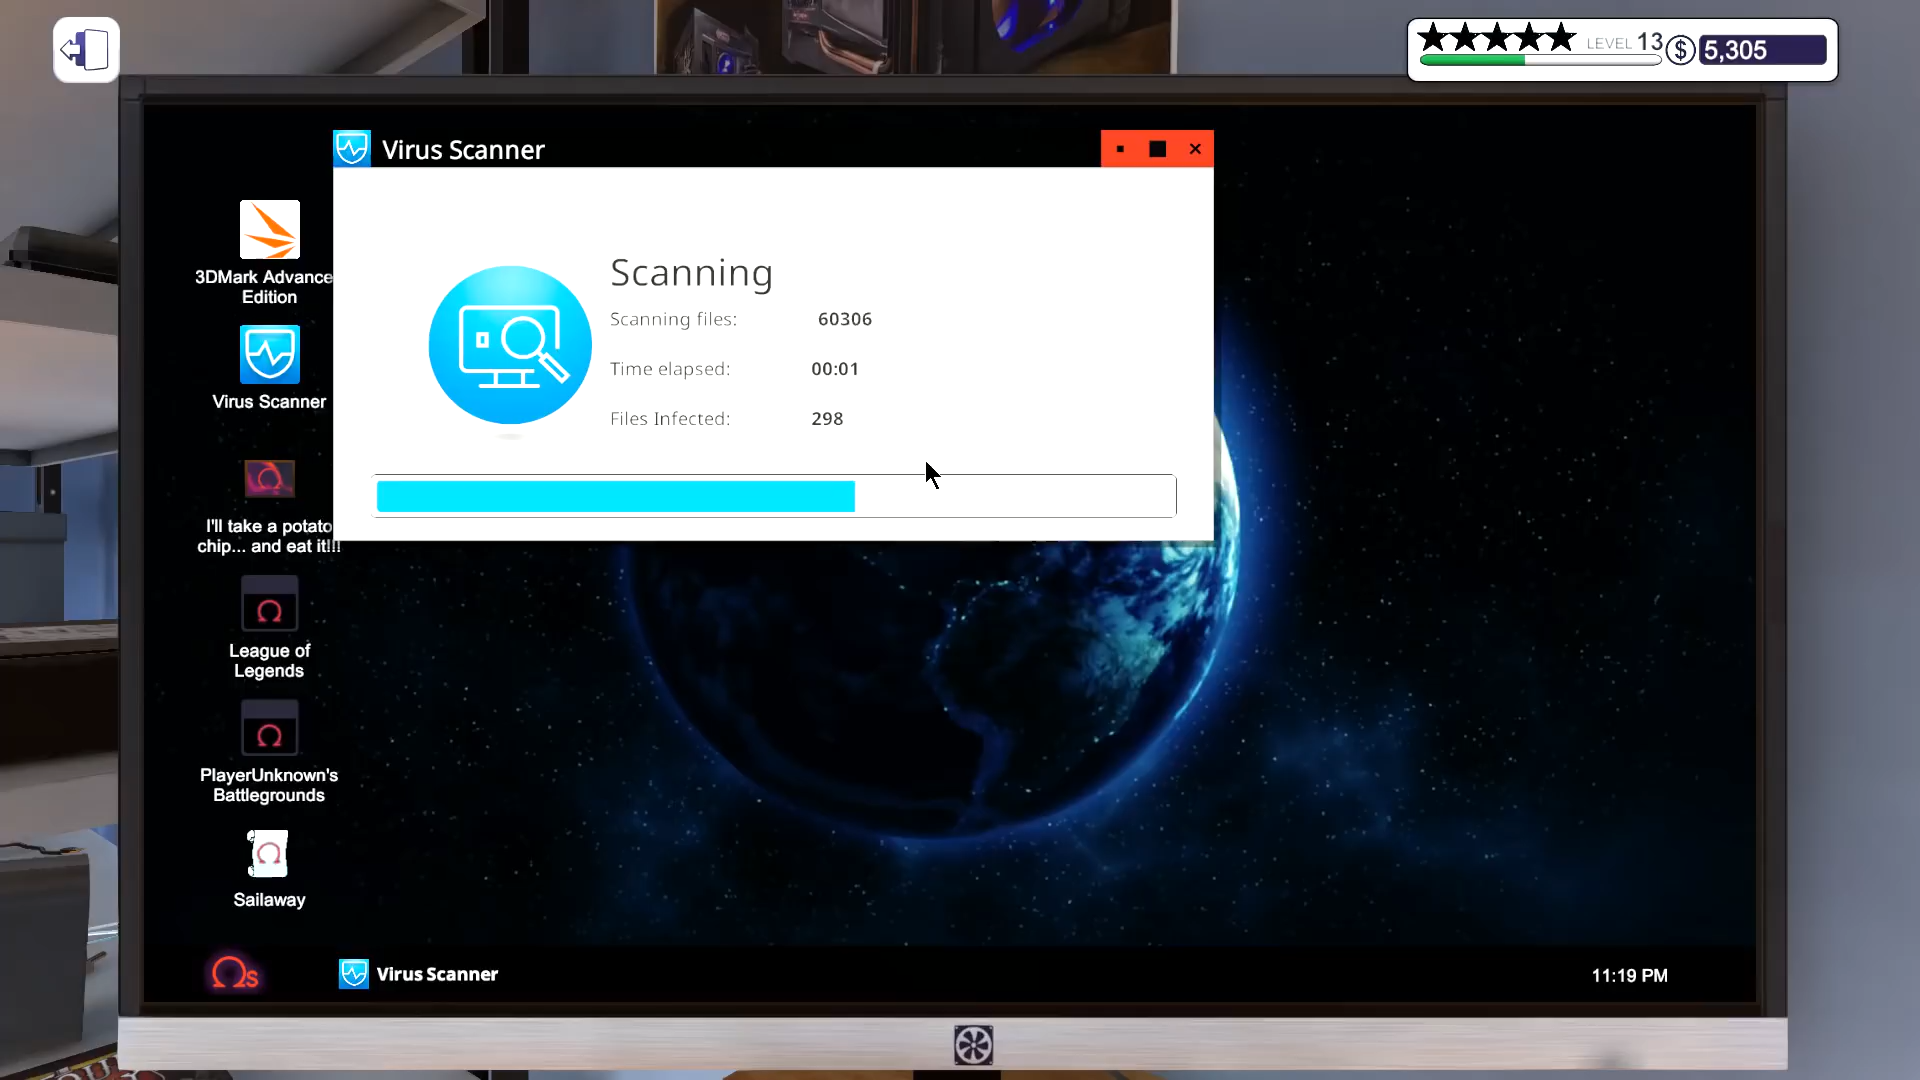 LEVEL 13
$ 5,305
Virus Scanner
3DMark Advance
Edition
Virus Scanner
I'll take a potato
chip... and eat it!!!
League of
Legends
PlayerUnknown's
Battlegrounds
Sailaway
Scanning
Scanning files: 60306
Time elapsed: 00:01
Files Infected: 298
Ωs
Virus Scanner
11:19 PM